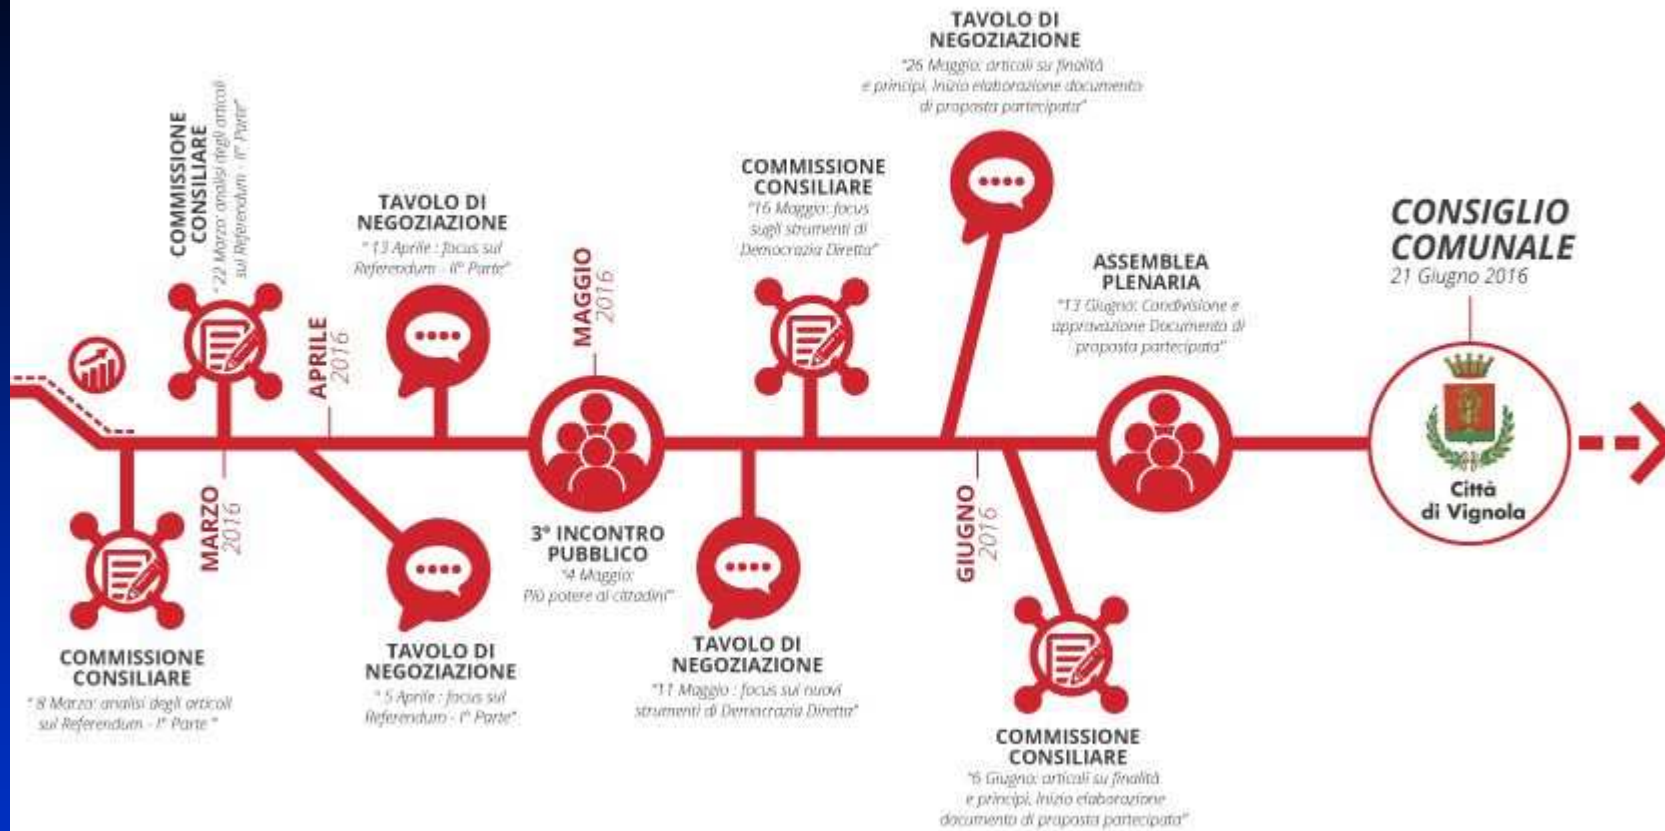 COMMISSIONE
CONSILIARE
"22 Marzo: analisi degli articoli
sul Referendum - II° Parte"
COMMISSIONE
CONSILIARE
" 8 Marzo: analisi degli articoli
sul Referendum - I° Parte "
MARZO
2016
APRILE
2016
TAVOLO DI
NEGOZIAZIONE
" 13 Aprile : focus sul
Referendum - II° Parte"
TAVOLO DI
NEGOZIAZIONE
" 5 Aprile : focus sul
Referendum - I° Parte"
MAGGIO
2016
3° INCONTRO
PUBBLICO
"4 Maggio:
Più potere ai cittadini"
TAVOLO DI
NEGOZIAZIONE
"11 Maggio : focus sui nuovi
strumenti di Democrazia Diretta"
COMMISSIONE
CONSILIARE
"16 Maggio: focus
sugli strumenti di
Democrazia Diretta"
TAVOLO DI
NEGOZIAZIONE
"26 Maggio: articoli su finalità
e principi, Inizio elaborazione documento
di proposta partecipata"
GIUGNO
2016
COMMISSIONE
CONSILIARE
"6 Giugno: articoli su finalità
e principi, Inizio elaborazione
documento di proposta partecipata"
ASSEMBLEA
PLENARIA
"13 Giugno: Condivisione e
approvazione Documento di
proposta partecipata"
CONSIGLIO
COMUNALE
21 Giugno 2016
Città
di Vignola